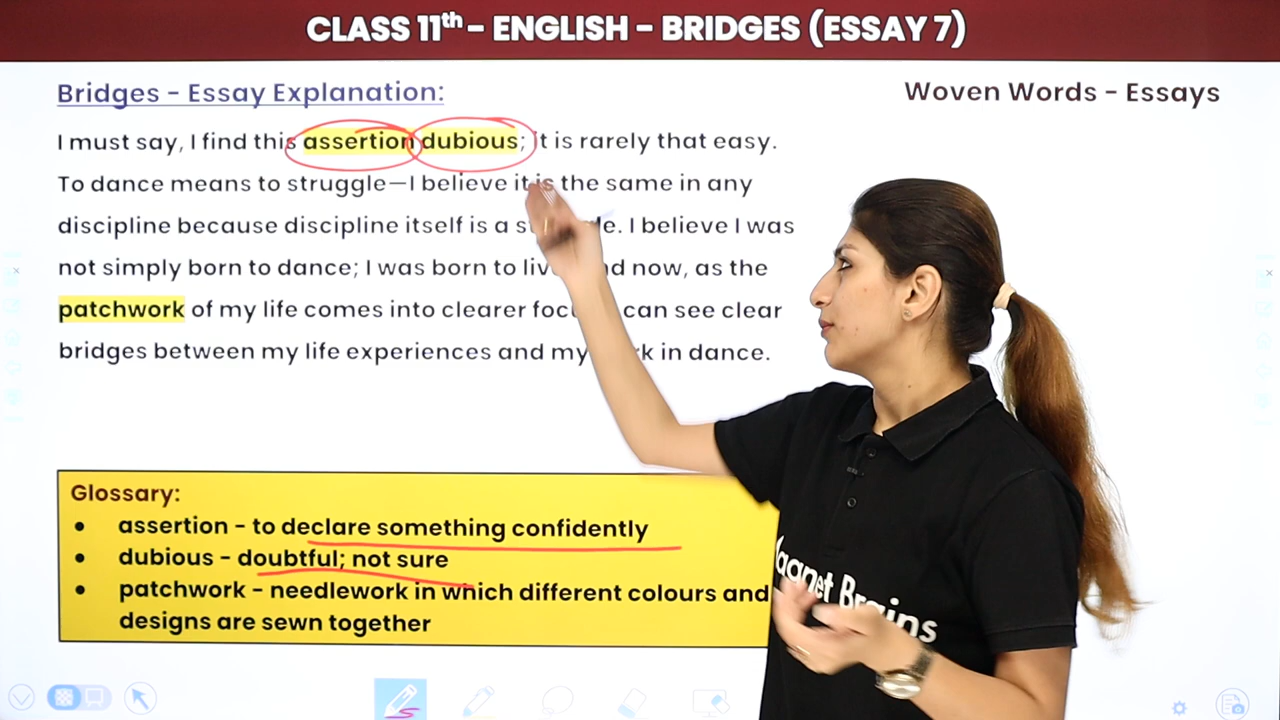 CLASS 11th - ENGLISH - BRIDGES (ESSAY 7)
Bridges - Essay Explanation:
Woven Words - Essays
I must say, I find this assertion dubious; it is rarely that easy.
To dance means to struggle—I believe it is the same in any
discipline because discipline itself is a I believe I was
not simply born to dance; I was born to now, as the
patchwork of my life comes into clearer can see clear
bridges between my life experiences and my in dance.
Glossary:
• assertion - to declare something confidently
• dubious - doubtful; not sure
• patchwork - needlework in which different colours and
designs are sewn together
Magnet Brains